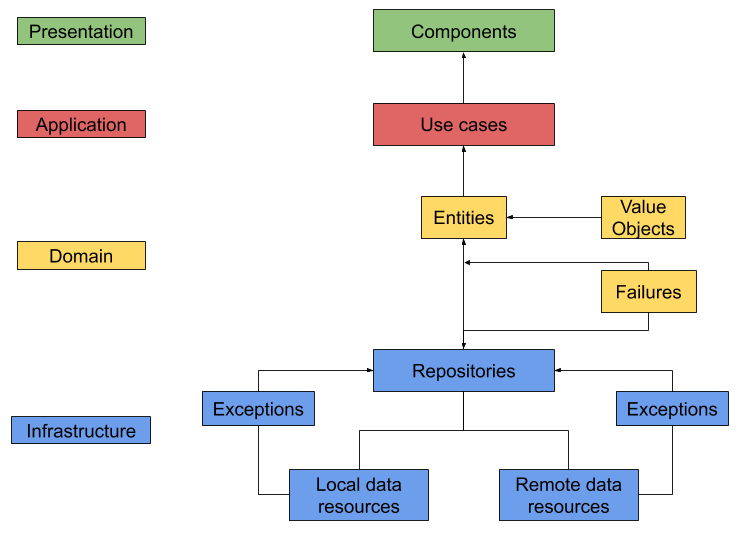 Presentation
Components
Application
Use cases
Entities
Value
Objects
Domain
Failures
Repositories
Exceptions
Exceptions
Infrastructure
Local data
resources
Remote data
resources